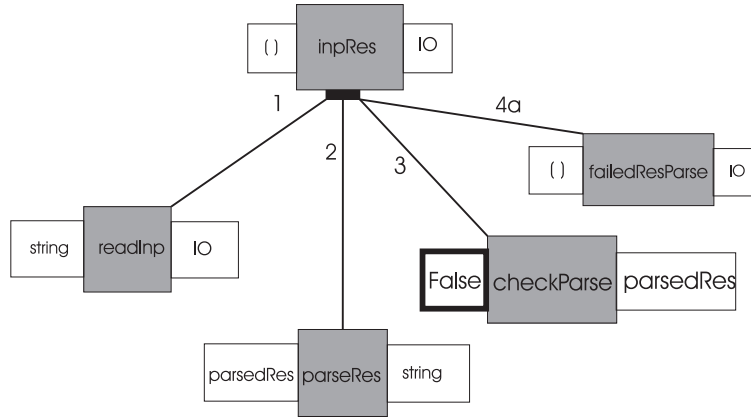 ( ) inpRes IO
1
2
3
4a
( ) failedResParse IO
string readInp IO
False checkParse parsedRes
parsedRes parseRes string